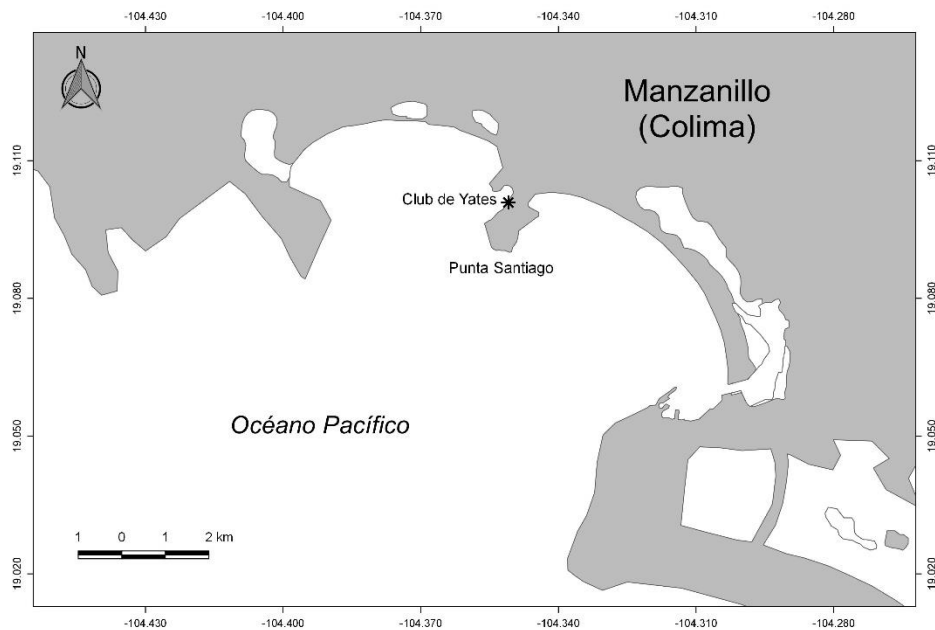 -104.430 -104.400 -104.370 -104.340 -104.310 -104.280
N
Manzanillo
(Colima)
19.110 19.110
Club de Yates
Punta Santiago
19.080 19.080
Océano Pacífico
19.050 19.050
1 0 1 2 km
19.020 19.020
-104.430 -104.400 -104.370 -104.340 -104.310 -104.280